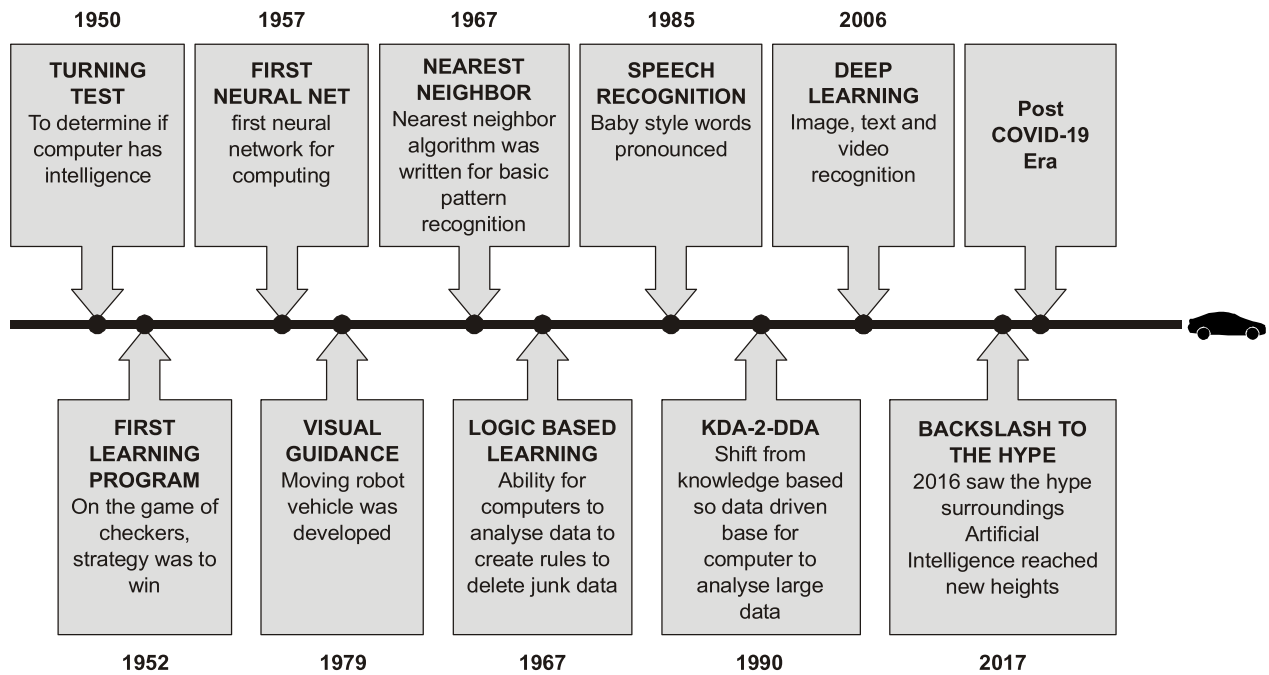 1950
1957
1967
1985
2006
TURNING
TEST
To determine if
computer has
intelligence
FIRST
NEURAL NET
first neural
network for
computing
NEAREST
NEIGHBOR
Nearest neighbor
algorithm was
written for basic
pattern
recognition
SPEECH
RECOGNITION
Baby style words
pronounced
DEEP
LEARNING
Image, text and
video
recognition
Post
COVID-19
Era
FIRST
LEARNING
PROGRAM
On the game of
checkers,
strategy was to
win
VISUAL
GUIDANCE
Moving robot
vehicle was
developed
LOGIC BASED
LEARNING
Ability for
computers to
analyse data to
create rules to
delete junk data
KDA-2-DDA
Shift from
knowledge based
so data driven
base for
computer to
analyse large
data
BACKSLASH TO
THE HYPE
2016 saw the hype
surroundings
Artificial
Intelligence reached
new heights
1952
1979
1967
1990
2017